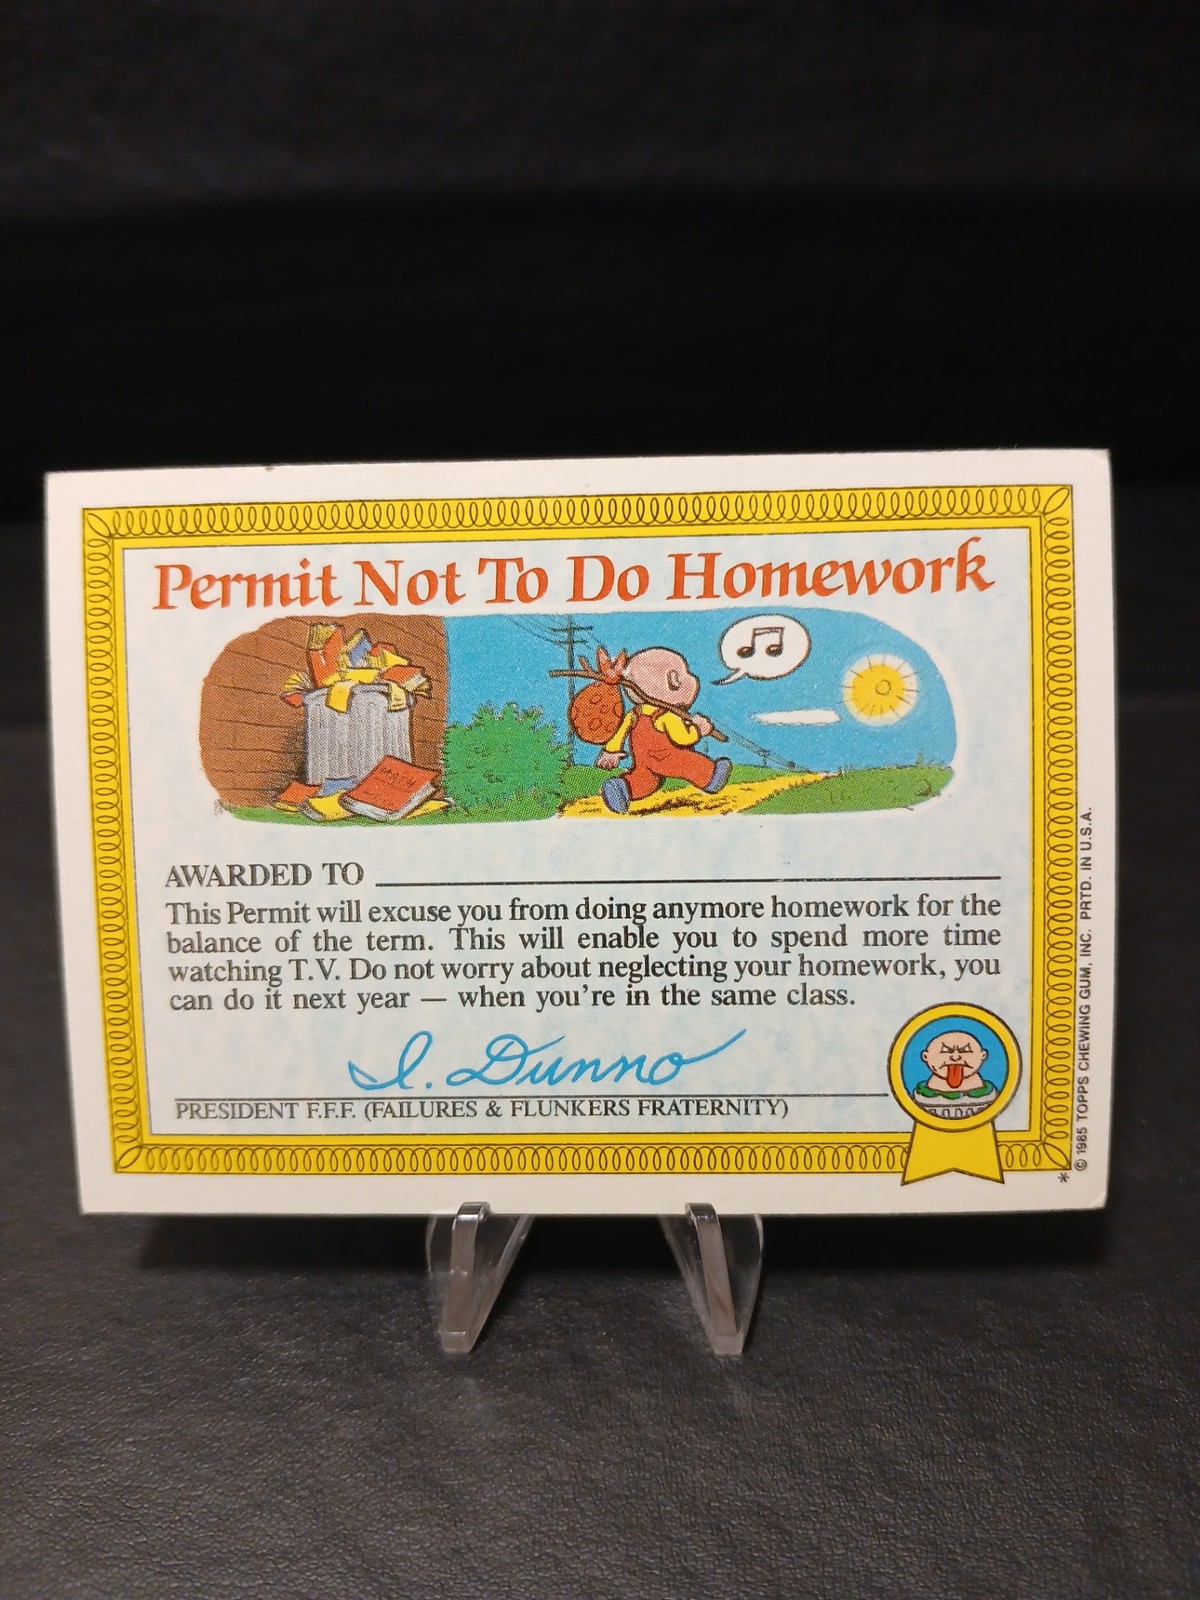 Permit Not To Do Homework
MATH
AWARDED TO
This Permit will excuse you from doing anymore homework for the
balance of the term. This will enable you to spend more time
watching T.V. Do not worry about neglecting your homework, you
can do it next year — when you're in the same class.
I. Dunno
PRESIDENT F.F.F. (FAILURES & FLUNKERS FRATERNITY)
* © 1985 TOPPS CHEWING GUM, INC. PRTD. IN U.S.A.